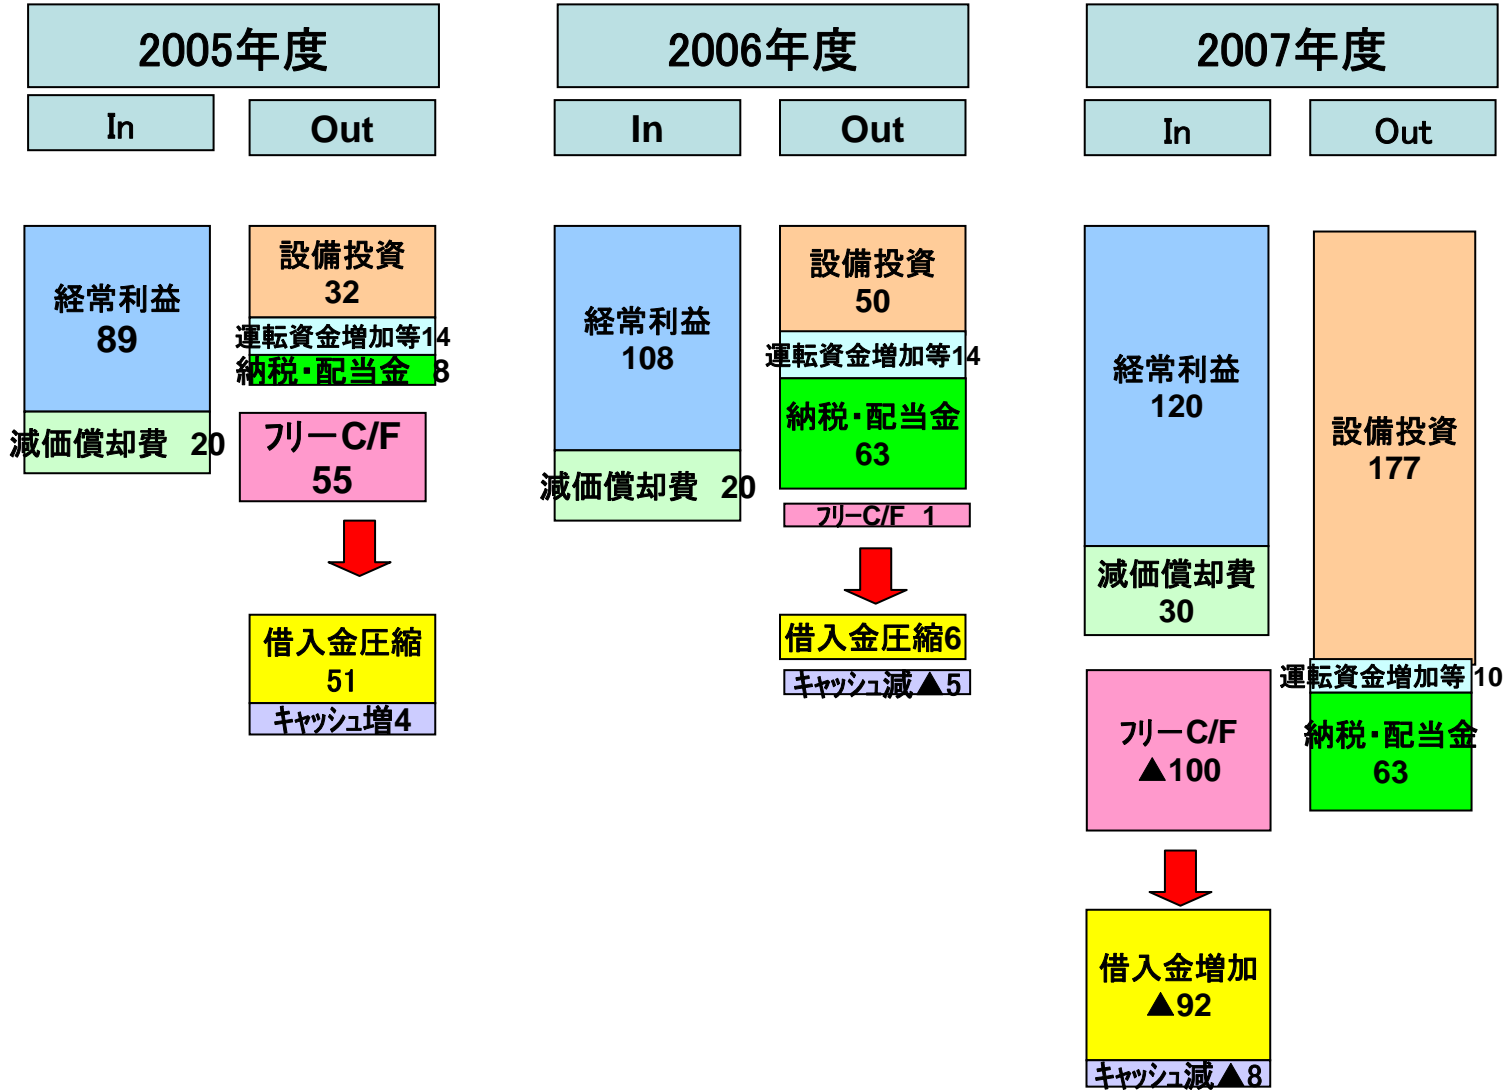 2005年度
In
Out
経常利益
89
減価償却費 20
設備投資
32
運転資金増加等14
納税・配当金 8
フリーC/F
55
借入金圧縮
51
キャッシュ増4
2006年度
In
Out
経常利益
108
減価償却費 20
設備投資
50
運転資金増加等14
納税・配当金
63
フリーC/F 1
借入金圧縮6
キャッシュ減▲5
2007年度
In
Out
経常利益
120
減価償却費
30
設備投資
177
運転資金増加等 10
納税・配当金
63
フリーC/F
▲100
借入金増加
▲92
キャッシュ減▲8